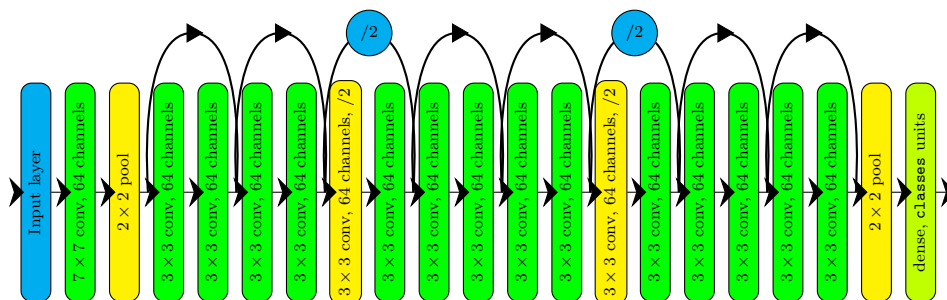 /2
/2
Input layer
7 × 7 conv, 64 channels
2 × 2 pool
3 × 3 conv, 64 channels
3 × 3 conv, 64 channels
3 × 3 conv, 64 channels
3 × 3 conv, 64 channels
3 × 3 conv, 64 channels, /2
3 × 3 conv, 64 channels
3 × 3 conv, 64 channels
3 × 3 conv, 64 channels
3 × 3 conv, 64 channels
3 × 3 conv, 64 channels
3 × 3 conv, 64 channels, /2
3 × 3 conv, 64 channels
3 × 3 conv, 64 channels
3 × 3 conv, 64 channels
3 × 3 conv, 64 channels
3 × 3 conv, 64 channels
2 × 2 pool
dense, classes units